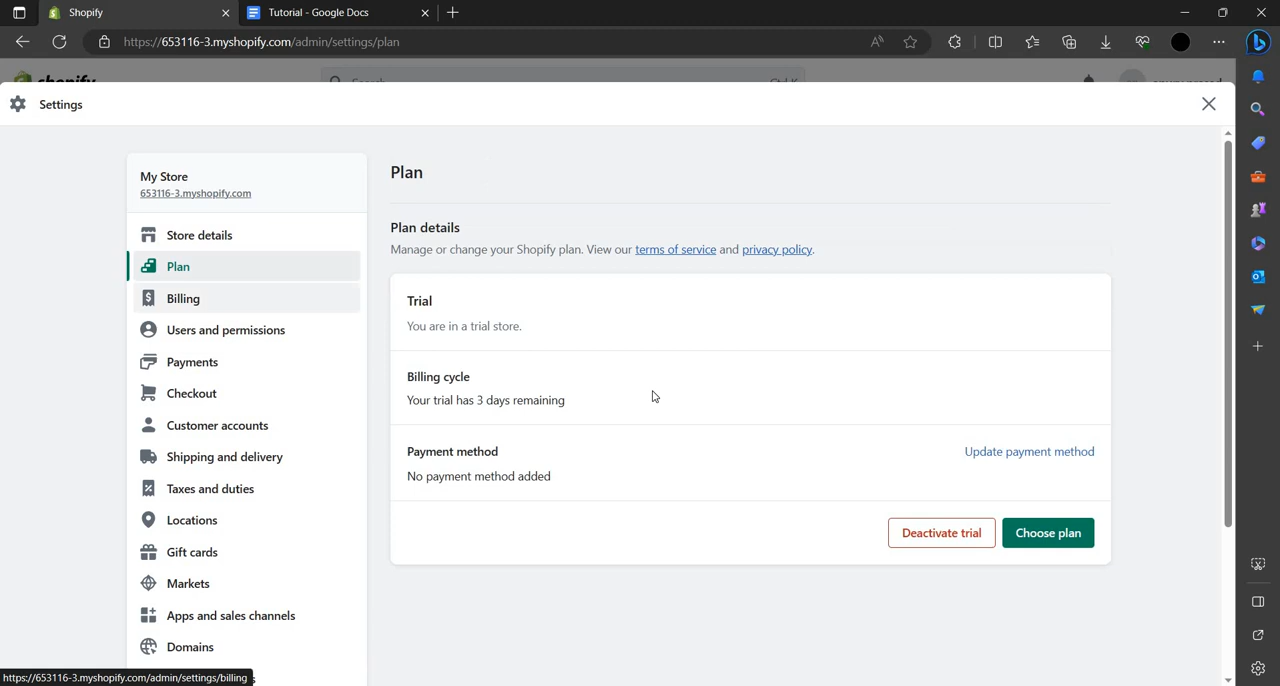 Shopify
Tutorial - Google Docs
https://653116-3.myshopify.com/admin/settings/plan
shopify
Search
Ctrl K
Settings
My Store
653116-3.myshopify.com
Store details
Plan
Billing
Users and permissions
Payments
Checkout
Customer accounts
Shipping and delivery
Taxes and duties
Locations
Gift cards
Markets
Apps and sales channels
Domains
Plan
Plan details
Manage or change your Shopify plan. View our terms of service and privacy policy.
Trial
You are in a trial store.
Billing cycle
Your trial has 3 days remaining
Payment method
Update payment method
No payment method added
Deactivate trial
Choose plan
https://653116-3.myshopify.com/admin/settings/billing